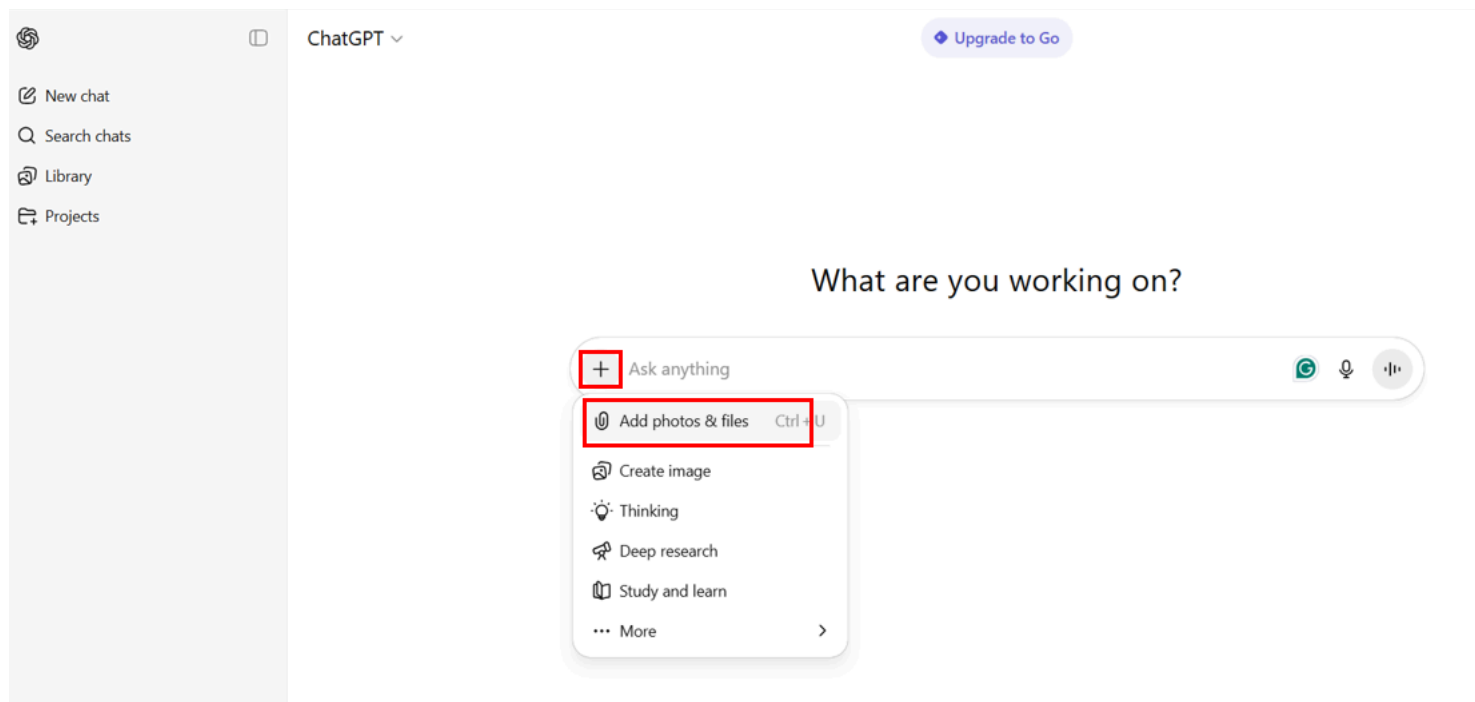 ChatGPT
Upgrade to Go
New chat
Search chats
Library
Projects
What are you working on?
Ask anything
Add photos & files Ctrl + U
Create image
Thinking
Deep research
Study and learn
More